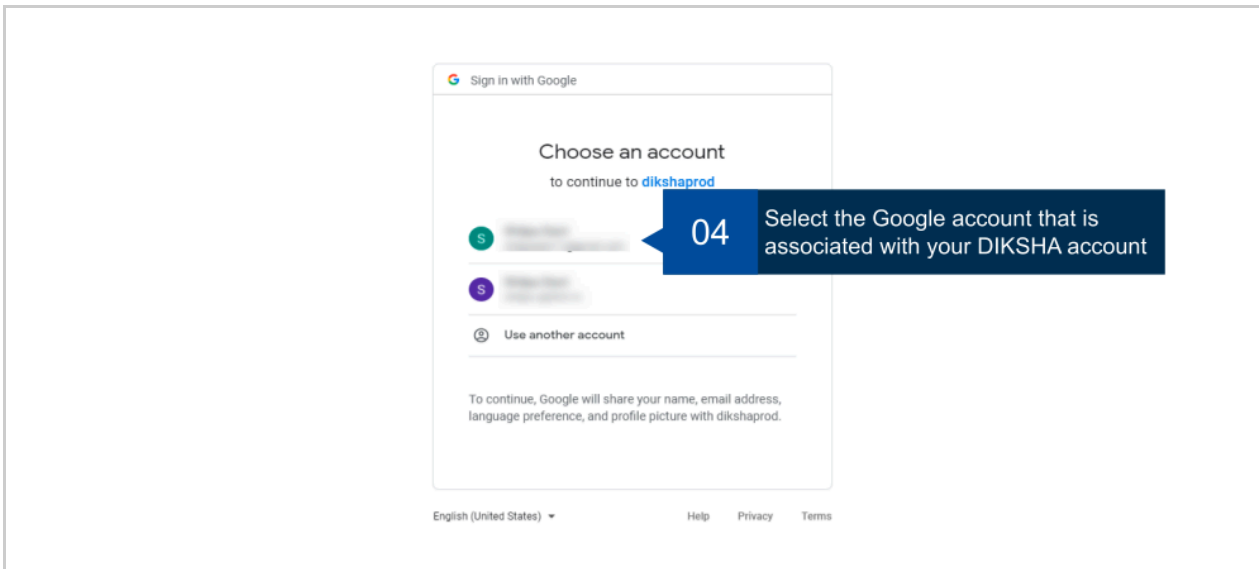 Sign in with Google
Choose an account
to continue to dikshaprod
04
Select the Google account that is
associated with your DIKSHA account
S
S
Use another account
To continue, Google will share your name, email address,
language preference, and profile picture with dikshaprod.
English (United States)
Help Privacy Terms